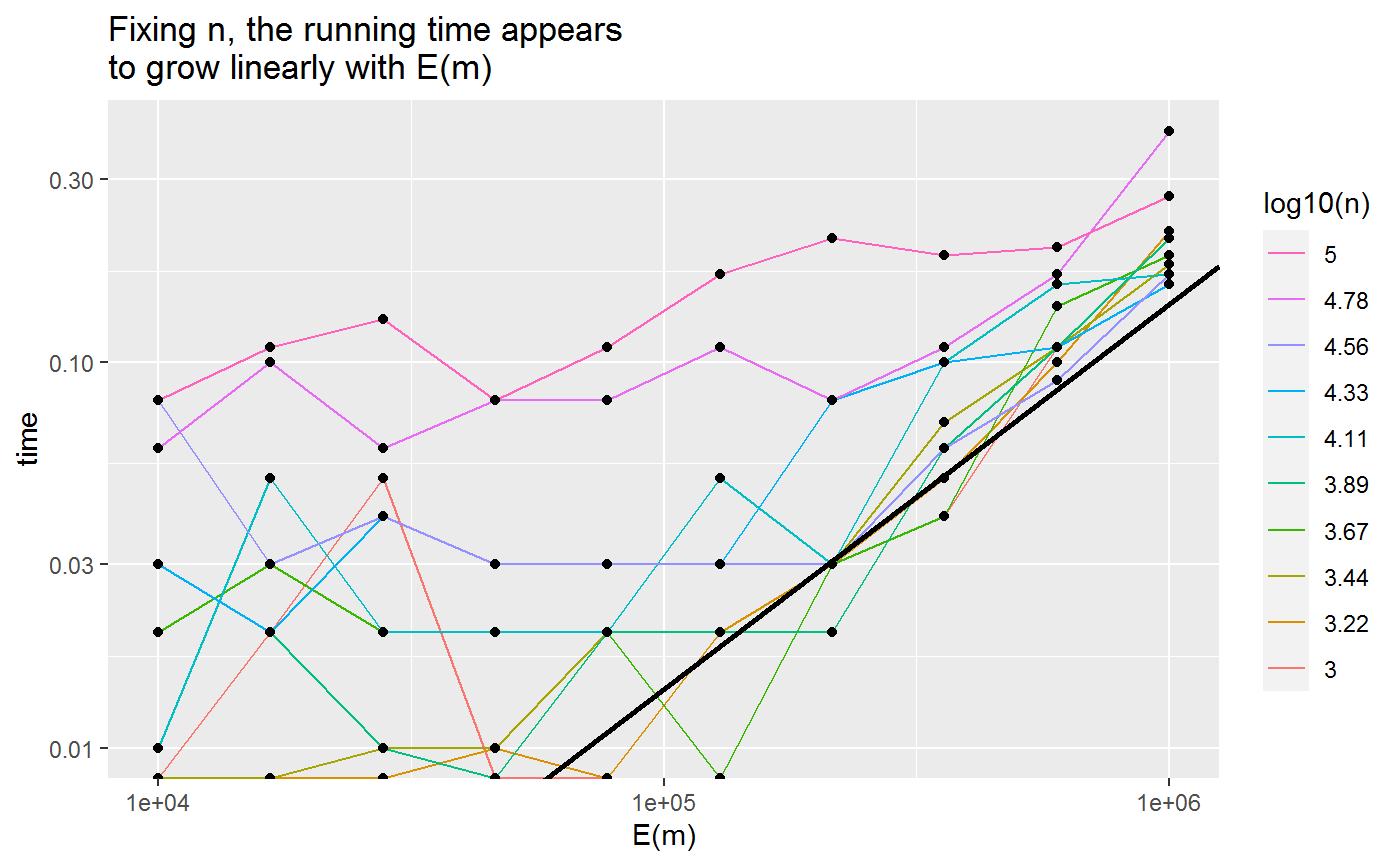 Fixing n, the running time appears
to grow linearly with E(m)
time
0.30
0.10
0.03
0.01
1e+04
1e+05
1e+06
E(m)
log10(n)
5
4.78
4.56
4.33
4.11
3.89
3.67
3.44
3.22
3